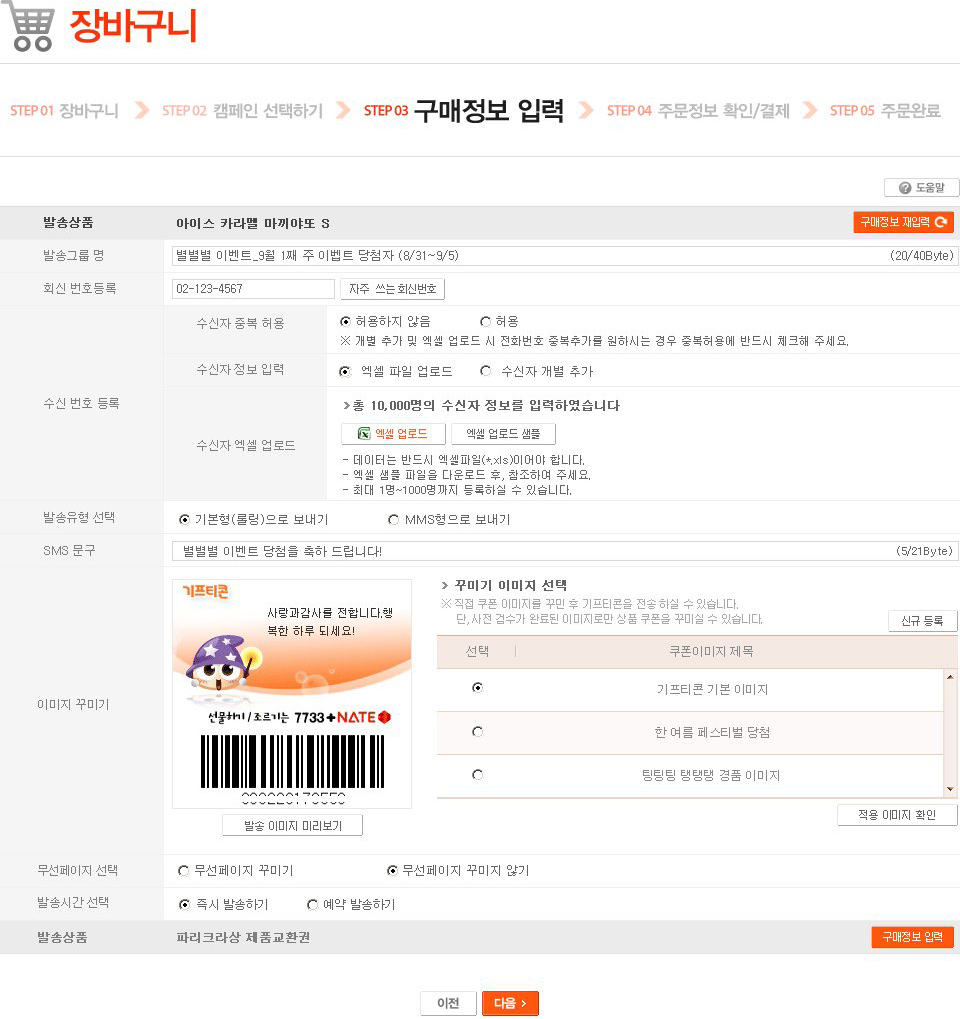 장바구니
STEP 01 장바구니 STEP 02 캠페인 선택하기 STEP 03 구매정보 입력 STEP 04 주문정보 확인/결제 STEP 05 주문완료
도움말
발송상품 아이스 카라멜 마끼야또 S 구매정보 재입력
발송그룹 명 별별별 이벤트_9월 1째 주 이벱트 당첨자 (8/31~9/5) (20/40Byte)
회신 번호등록 02-123-4567 자주 쓰는 회신번호
수신 번호 등록
수신자 중복 허용 허용하지 않음 허용
※ 개별 추가 및 엑셀 업로드 시 전화번호 중복추가를 원하시는 경우 중복허용에 반드시 체크해 주세요.
수신자 정보 입력 엑셀 파일 업로드 수신자 개별 추가
수신자 엑셀 업로드
>총 10,000명의 수신자 정보를 입력하였습니다
엑셀 업로드 엑셀 업로드 샘플
- 데이터는 반드시 엑셀파일(*.xls)이어야 합니다.
- 엑셀 샘플 파일을 다운로드 후, 참조하여 주세요.
- 최대 1명~1000명까지 등록하실 수 있습니다.
발송유형 선택 기본형(롤링)으로 보내기 MMS형으로 보내기
SMS 문구 별별별 이벤트 당첨을 축하 드립니다! (5/21Byte)
이미지 꾸미기
기프티콘
사랑과감사를 전합니다.행
복한 하루 되세요!
선물하기/조르기는 7733+NATE
발송 이미지 미리보기
> 꾸미기 이미지 선택
※ 직접 쿠폰 이미지를 꾸민 후 기프티콘을 전송하실 수 있습니다.
단, 사전 검수가 완료된 이미지로만 상품 쿠폰을 꾸미실 수 있습니다.
신규 등록
선택 쿠폰이미지 제목
기프티콘 기본 이미지
한 여름 페스티벌 당첨
팅팅팅 탱탱탱 경품 이미지
적용 이미지 확인
무선페이지 선택 무선페이지 꾸미기 무선페이지 꾸미지 않기
발송시간 선택 즉시 발송하기 예약 발송하기
발송상품 파리크라상 제품교환권 구매정보 입력
이전 다음 >